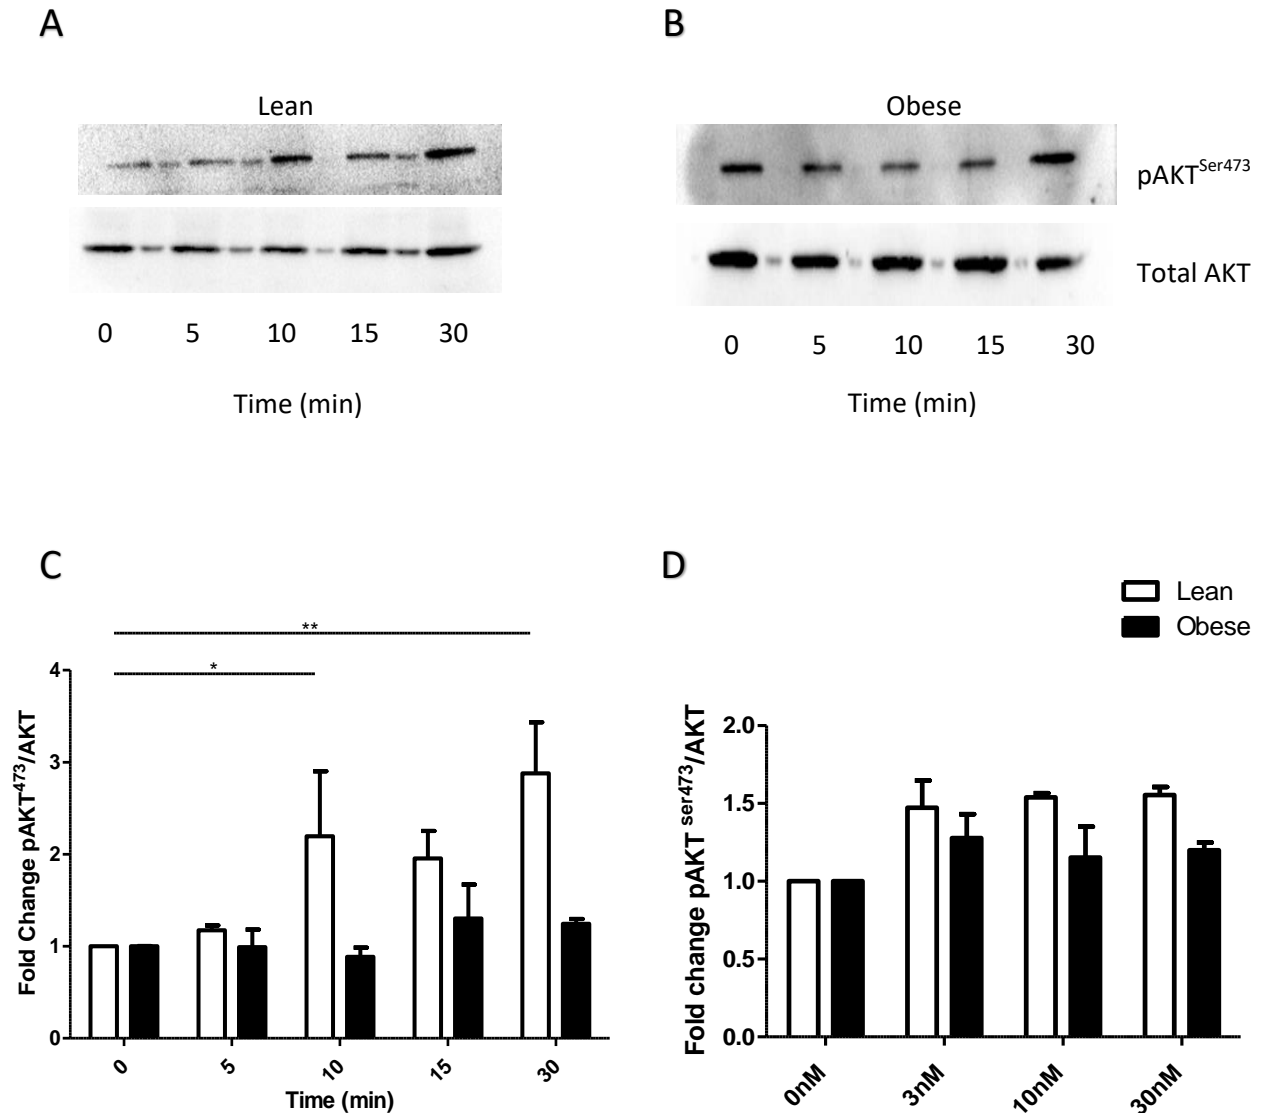 A
B
Lean
Obese
pAKTSer473
Total AKT
0 5 10 15 30
0 5 10 15 30
Time (min)
Time (min)
C
D
Lean
Obese
**
*
Fold Change pAKT473/AKT
4
3
2
1
0
0 5 10 15 30
Time (min)
Fold change pAKT ser473/AKT
2.0
1.5
1.0
0.5
0.0
0nM 3nM 10nM 30nM